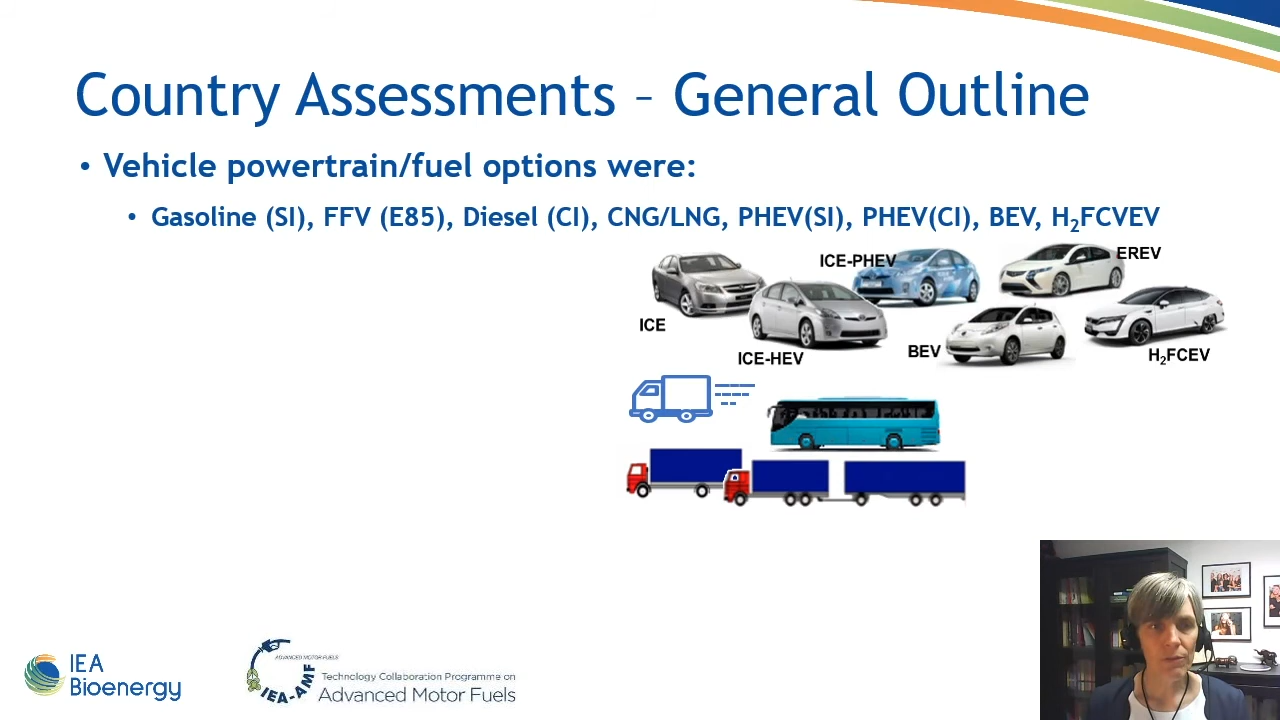 Country Assessments – General Outline
• Vehicle powertrain/fuel options were:
• Gasoline (SI), FFV (E85), Diesel (CI), CNG/LNG, PHEV(SI), PHEV(CI), BEV, H₂FCVEV
ICE-PHEV
EREV
ICE
ICE-HEV
BEV
H₂FCEV
IEA
Bioenergy
ADVANCED MOTOR FUELS
IEA-AMF
Technology Collaboration Programme on
Advanced Motor Fuels